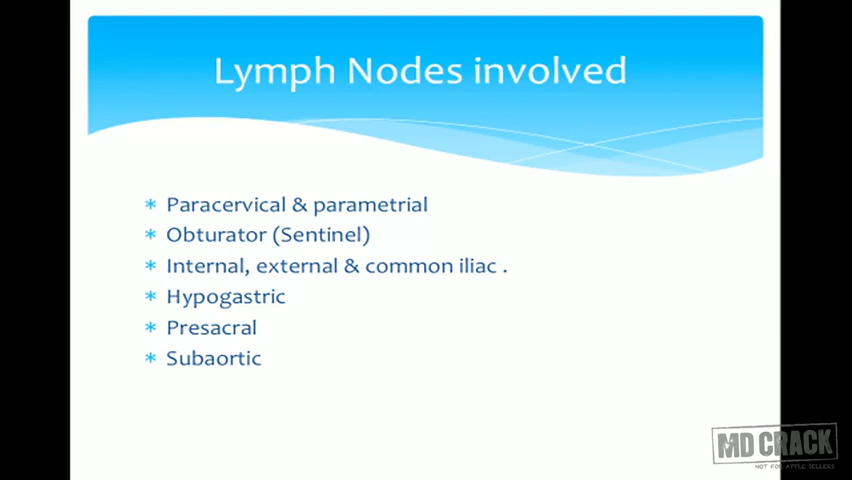 Lymph Nodes involved
* Paracervical & parametrial
* Obturator (Sentinel)
* Internal, external & common iliac .
* Hypogastric
* Presacral
* Subaortic
MD CRACK
NOT FOR APPLE SELLERS